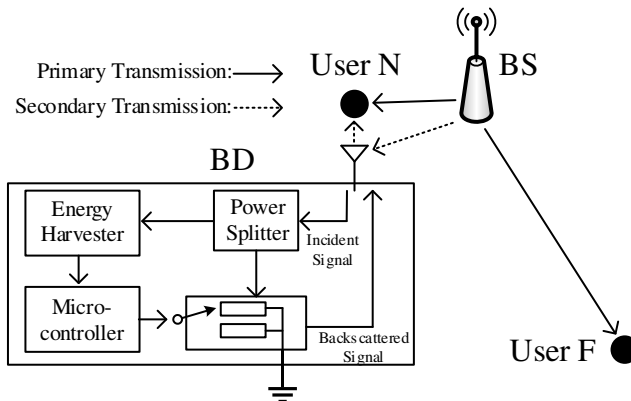 Primary Transmission:
Secondary Transmission:
User N
BS
BD
Energy
Harvester
Power
Splitter
Incident
Signal
Micro-
controller
Backscattered
Signal
User F